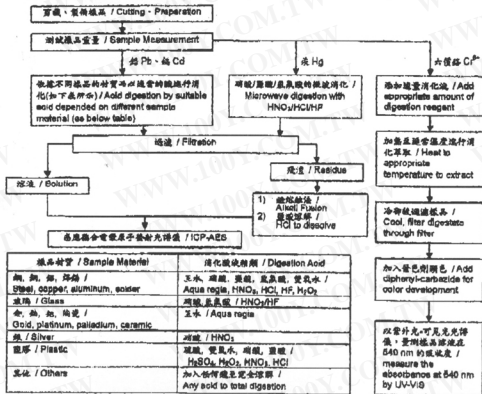 剪裁、製備樣品 / Cutting、Preparation
測試樣品重量 / Sample Measurement
鉛 Pb、鎘 Cd
汞 Hg
六價鉻 Cr6+
依據不同樣品的材質而以適當的酸進行消
化(如下表所示) / Acid digestion by
suitable acid depended on different sample
material (as below table)
硝酸/鹽酸/氫氟酸的微波消化 /
Microwave digestion with
HNO3/HCl/HF
添加適量消化液 / Add
appropriate amount of
digestion reagent
過濾 / Filtration
加熱至適當溫度進行消
化萃取 / Heat to
appropriate
temperature to extract
溶液 / Solution
殘渣 / Residue
1) 鹼熔融法 /
Alkali Fusion
2) 鹽酸溶解 /
HCl to dissolve
冷卻後過濾樣品 /
Cool, filter digestate
through filter
感應耦合電漿原子發射光譜儀 / ICP-AES
加入發色劑顯色 / Add
diphenyl-carbazide for
color development
以紫外光-可見光光譜
儀，量測樣品溶液在
540 nm 的吸收度 /
measure the
absorbance at 540 nm
by UV-VIS
樣品材質 / Sample Material
消化酸液種類 / Digestion Acid
鋼, 銅, 鋁, 焊錫 /
Steel, copper, aluminum, solder
王水, 硝酸, 鹽酸, 氫氟酸, 雙氧水 /
Aqua regia, HNO3, HCl, HF, H2O2
玻璃 / Glass
硝酸,氫氟酸 / HNO3/HF
金, 鉑, 鈀, 陶瓷 /
Gold, platinum, palladium, ceramic
王水 / Aqua regia
銀 / Silver
硝酸 / HNO3
塑膠 / Plastic
硫酸, 雙氧水, 硝酸, 鹽酸 /
H2SO4, H2O2, HNO3, HCl
其他 / Others
加入任何酸至完全溶解 /
Any acid to total digestion
WWW.100Y.COM.TW